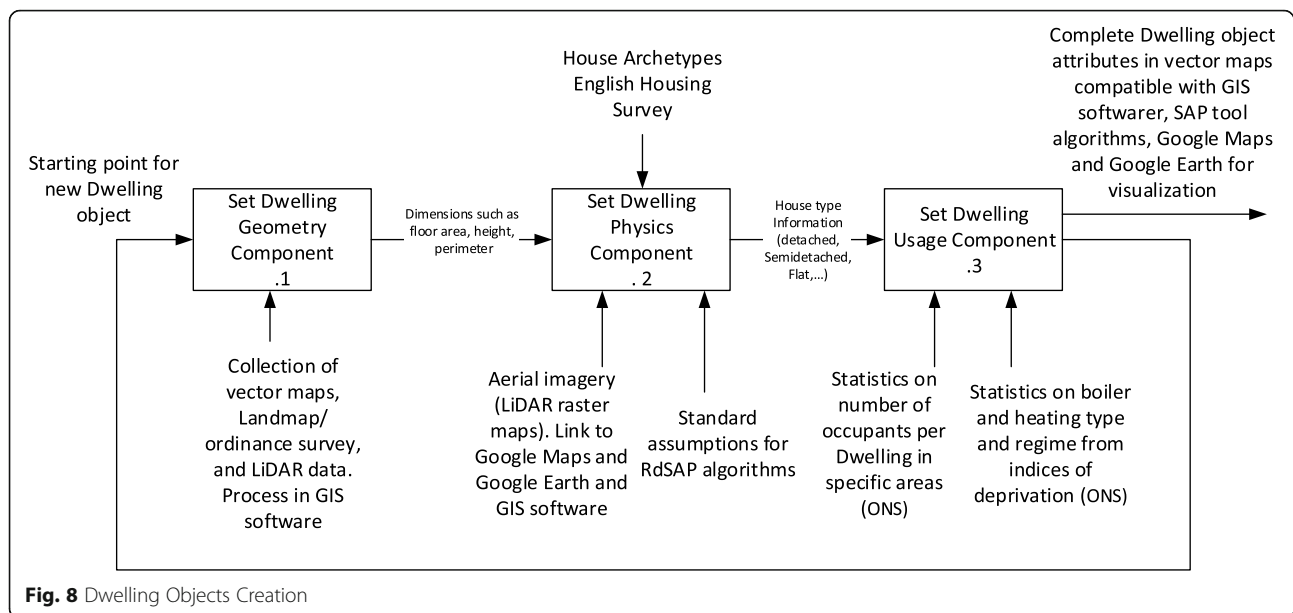 Starting point for
new Dwelling
object
Set Dwelling
Geometry
Component
.1
Collection of
vector maps,
Landmap/
ordinance survey,
and LiDAR data.
Process in GIS
software
Dimensions such as
floor area, height,
perimeter
House Archetypes
English Housing
Survey
Set Dwelling
Physics
Component
. 2
Aerial imagery
(LiDAR raster
maps). Link to
Google Maps and
Google Earth and
GIS software
Standard
assumptions for
RdSAP algorithms
House type
Information
(detached,
Semidetached,
Flat,...)
Set Dwelling
Usage Component
.3
Statistics on
number of
occupants per
Dwelling in
specific areas
(ONS)
Statistics on boiler
and heating type
and regime from
indices of
deprivation (ONS)
Complete Dwelling object
attributes in vector maps
compatible with GIS
softwarer, SAP tool
algorithms, Google Maps
and Google Earth for
visualization
Fig. 8 Dwelling Objects Creation